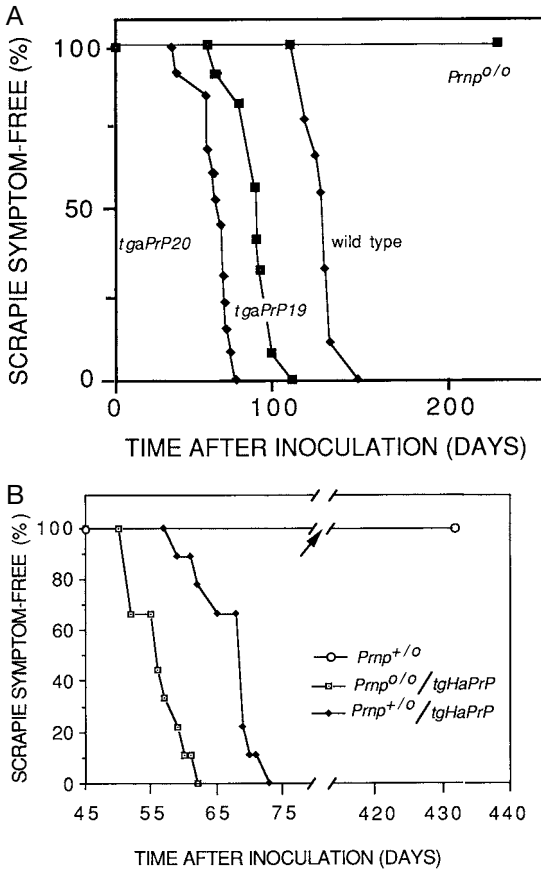 A
SCRAPIE SYMPTOM-FREE (%)
100
50
0
Prnp^o/o
tgaPrP20
wild type
tgaPrP19
0
100
200
TIME AFTER INOCULATION (DAYS)
B
SCRAPIE SYMPTOM-FREE (%)
100
80
60
40
20
0
Prnp^+/o
Prnp^o/o/tgHaPrP
Prnp^+/o/tgHaPrP
45 55 65 75 420 430 440
TIME AFTER INOCULATION (DAYS)